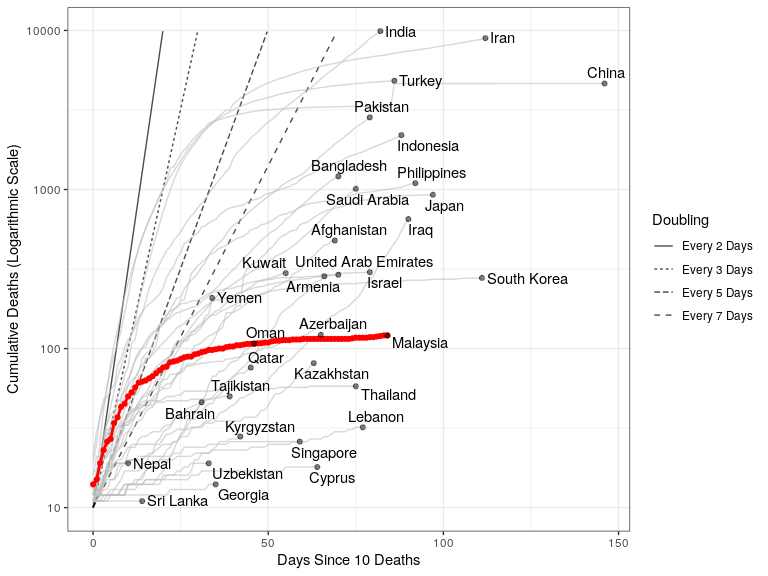 Cumulative Deaths (Logarithmic Scale)
10000
1000
100
10
India
Iran
China
Turkey
Pakistan
Indonesia
Bangladesh
Philippines
Saudi Arabia
Japan
Afghanistan
Iraq
Kuwait
United Arab Emirates
Armenia
Israel
South Korea
Yemen
Azerbaijan
Oman
Malaysia
Qatar
Kazakhstan
Tajikistan
Thailand
Bahrain
Lebanon
Kyrgyzstan
Singapore
Nepal
Uzbekistan
Cyprus
Georgia
Sri Lanka
0
50
100
150
Days Since 10 Deaths
Doubling
Every 2 Days
Every 3 Days
Every 5 Days
Every 7 Days